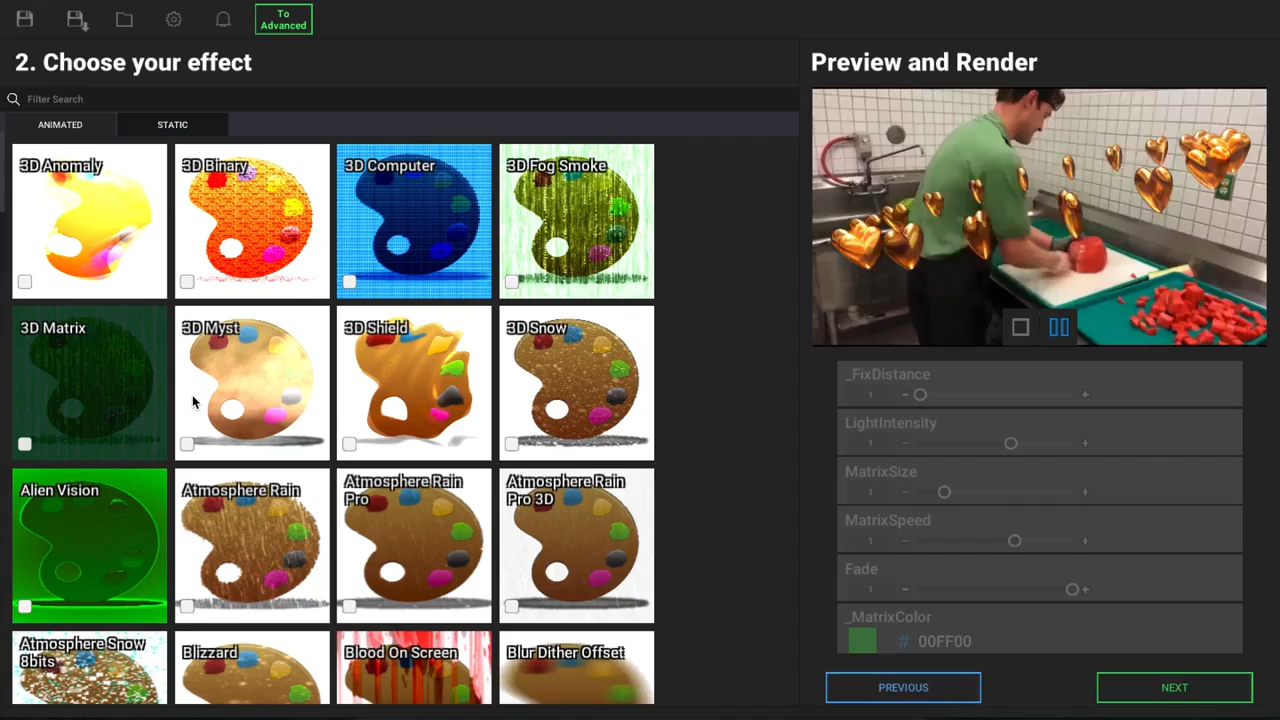 To
Advanced
2. Choose your effect
Filter Search
ANIMATED
STATIC
3D Anomaly
3D Binary
3D Computer
3D Fog Smoke
3D Matrix
3D Myst
3D Shield
3D Snow
Alien Vision
Atmosphere Rain
Atmosphere Rain
Pro
Atmosphere Rain
Pro 3D
Atmosphere Snow
8bits
Blizzard
Blood On Screen
Blur Dither Offset
Preview and Render
_FixDistance
1 - +
LightIntensity
1 - +
MatrixSize
1 - +
MatrixSpeed
1 - +
Fade
1 - +
_MatrixColor
# 00FF00
PREVIOUS
NEXT